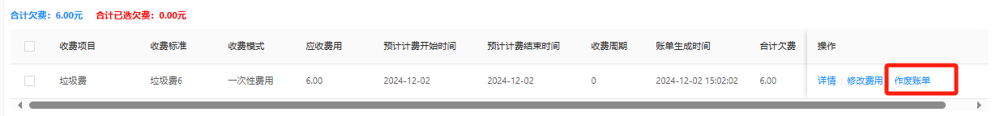 合计欠费：6.00元 合计已选欠费：0.00元
收费项目 收费标准 收费模式 应收费用 预计计费开始时间 预计计费结束时间 收费周期 账单生成时间 合计欠费 操作
垃圾费 垃圾费6 一次性费用 6.00 2024-12-02 2024-12-02 0 2024-12-02 15:02:02 6.00 详情 修改费用 作废账单